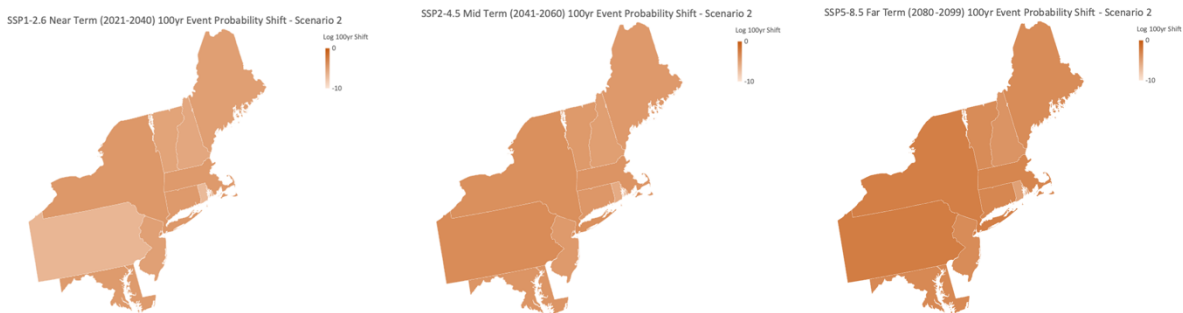 SSP1-2.6 Near Term (2021-2040) 100yr Event Probability Shift - Scenario 2
Log 100yr Shift
0
-10
SSP2-4.5 Mid Term (2041-2060) 100yr Event Probability Shift - Scenario 2
Log 100yr Shift
0
-10
SSP5-8.5 Far Term (2080-2099) 100yr Event Probability Shift - Scenario 2
Log 100yr Shift
0
-10